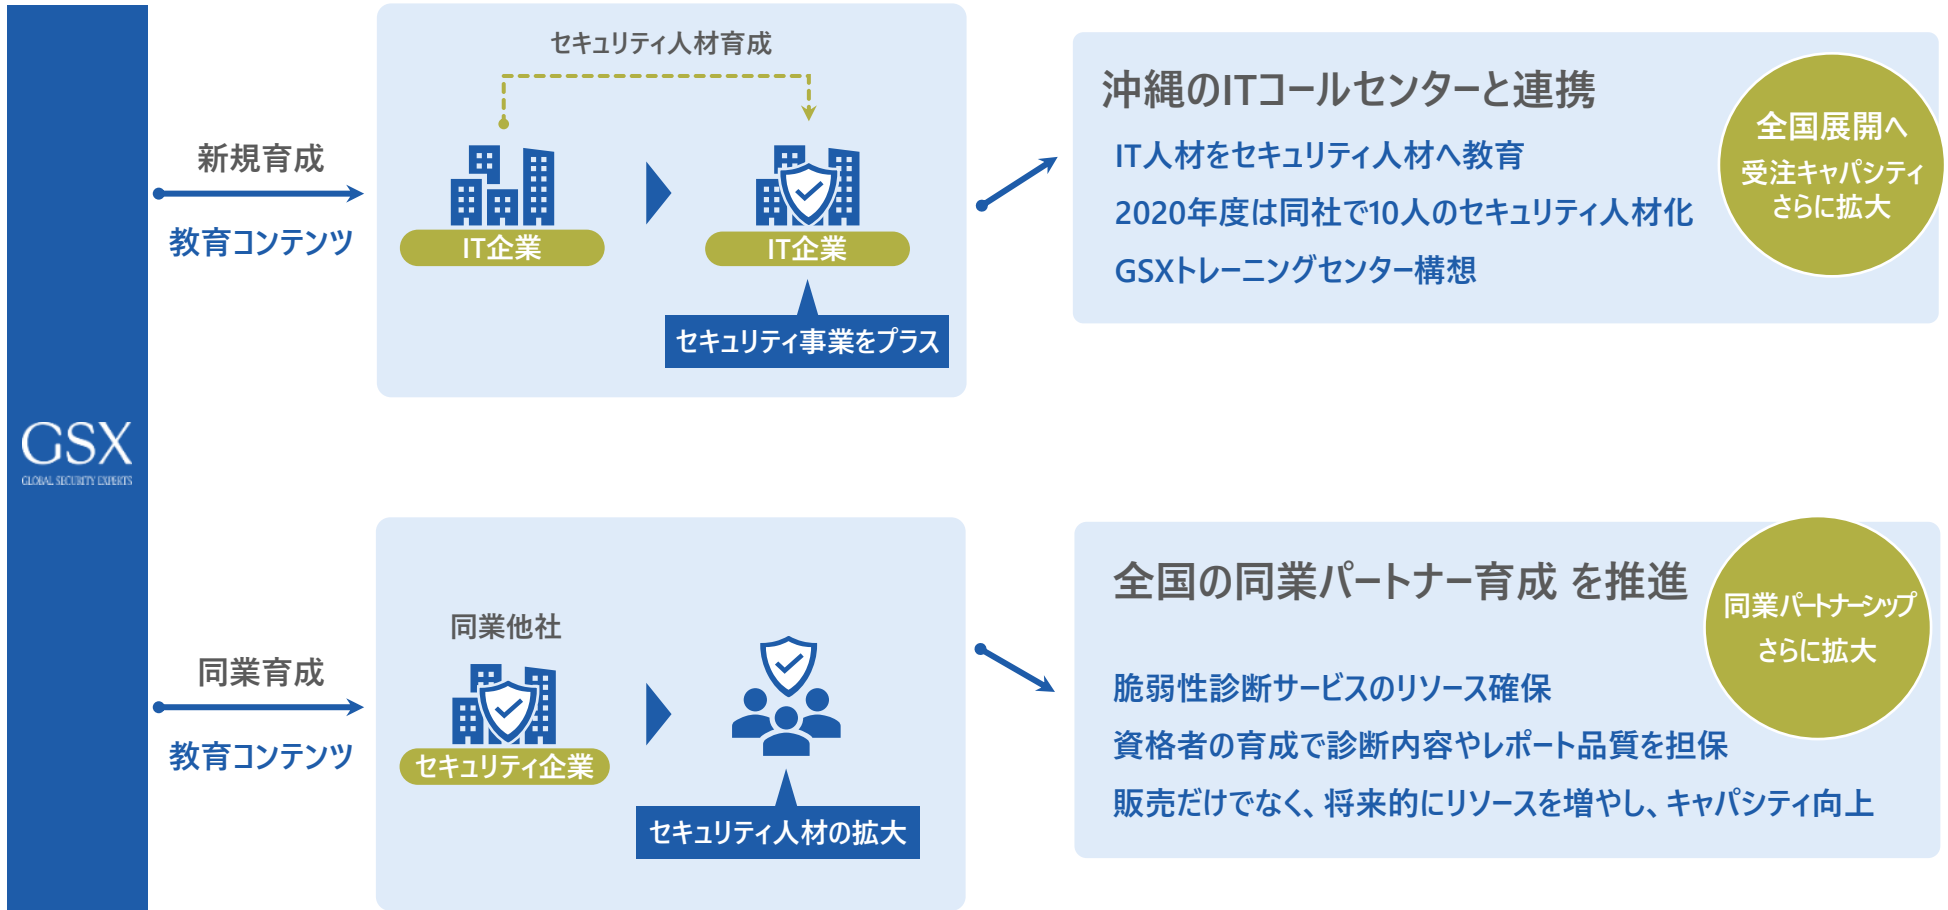 GSX
GLOBAL SECURITY EXPERTS
新規育成
教育コンテンツ
セキュリティ人材育成
IT企業
IT企業
セキュリティ事業をプラス
沖縄のITコールセンターと連携
IT人材をセキュリティ人材へ教育
2020年度は同社で10人のセキュリティ人材化
GSXトレーニングセンター構想
全国展開へ
受注キャパシティ
さらに拡大
同業育成
教育コンテンツ
同業他社
セキュリティ企業
セキュリティ人材の拡大
全国の同業パートナー育成 を推進
脆弱性診断サービスのリソース確保
資格者の育成で診断内容やレポート品質を担保
販売だけでなく、将来的にリソースを増やし、キャパシティ向上
同業パートナーシップ
さらに拡大